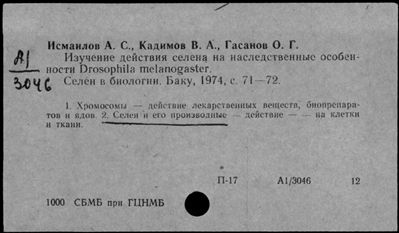 Исмаилов А. С., Кадимов В. А., Гасанов О. Г.
Изучение действия селена на наследственные особен-
ности Drosophila melanogaster.
Селен в биологии. Баку, 1974, с. 71—72.
А1
3046
1. Хромосомы — действие лекарственных веществ, биопрепара-
тов и ядов. 2. Селен и его производные — действие — — на клетки
и ткани.
П-17 А1/3046 12
1000 СБМБ при ГЦНМБ